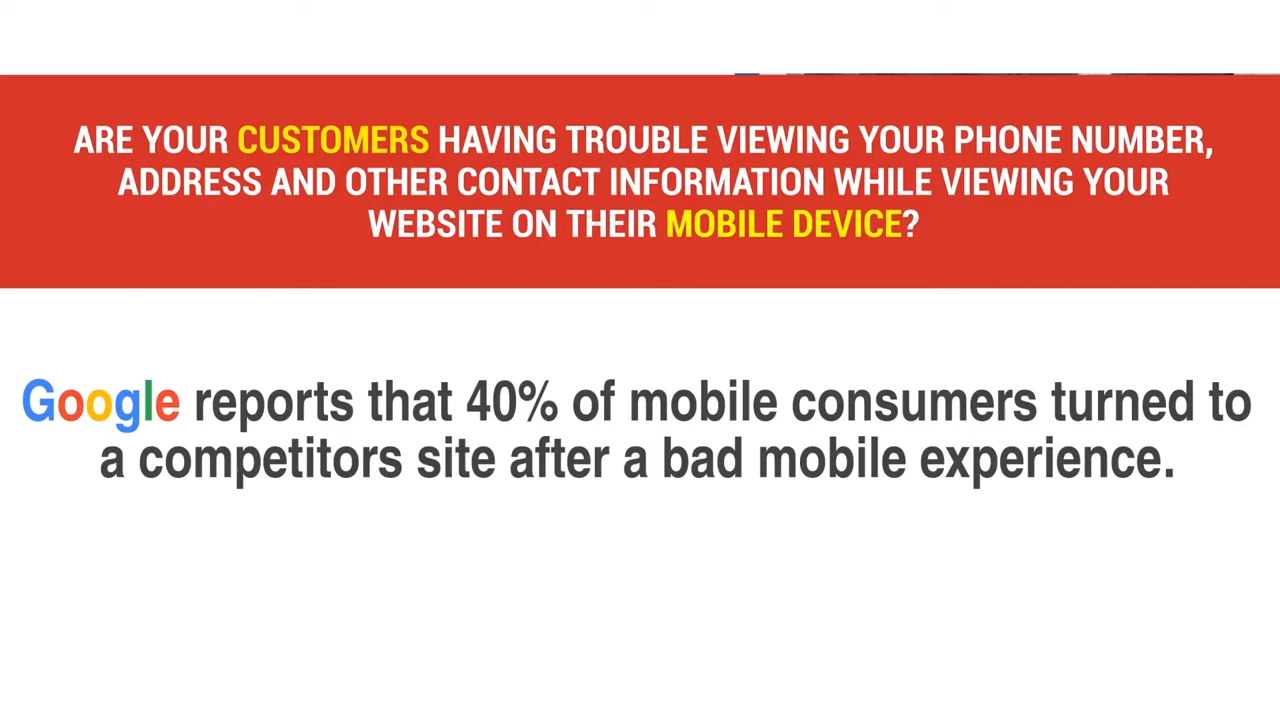 ARE YOUR CUSTOMERS HAVING TROUBLE VIEWING YOUR PHONE NUMBER,
ADDRESS AND OTHER CONTACT INFORMATION WHILE VIEWING YOUR
WEBSITE ON THEIR MOBILE DEVICE?
Google reports that 40% of mobile consumers turned to
a competitors site after a bad mobile experience.